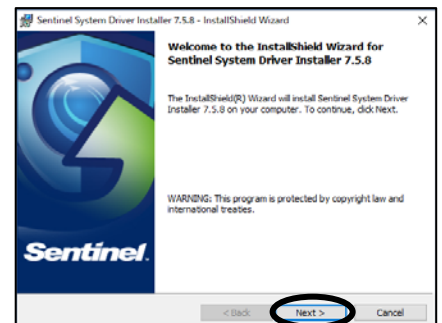 Sentinel System Driver Installer 7.5.8 - InstallShield Wizard
Welcome to the InstallShield Wizard for
Sentinel System Driver Installer 7.5.8
The InstallShield(R) Wizard will install Sentinel System Driver
Installer 7.5.8 on your computer. To continue, click Next.
WARNING: This program is protected by copyright law and
international treaties.
Sentinel.
< Back Next > Cancel